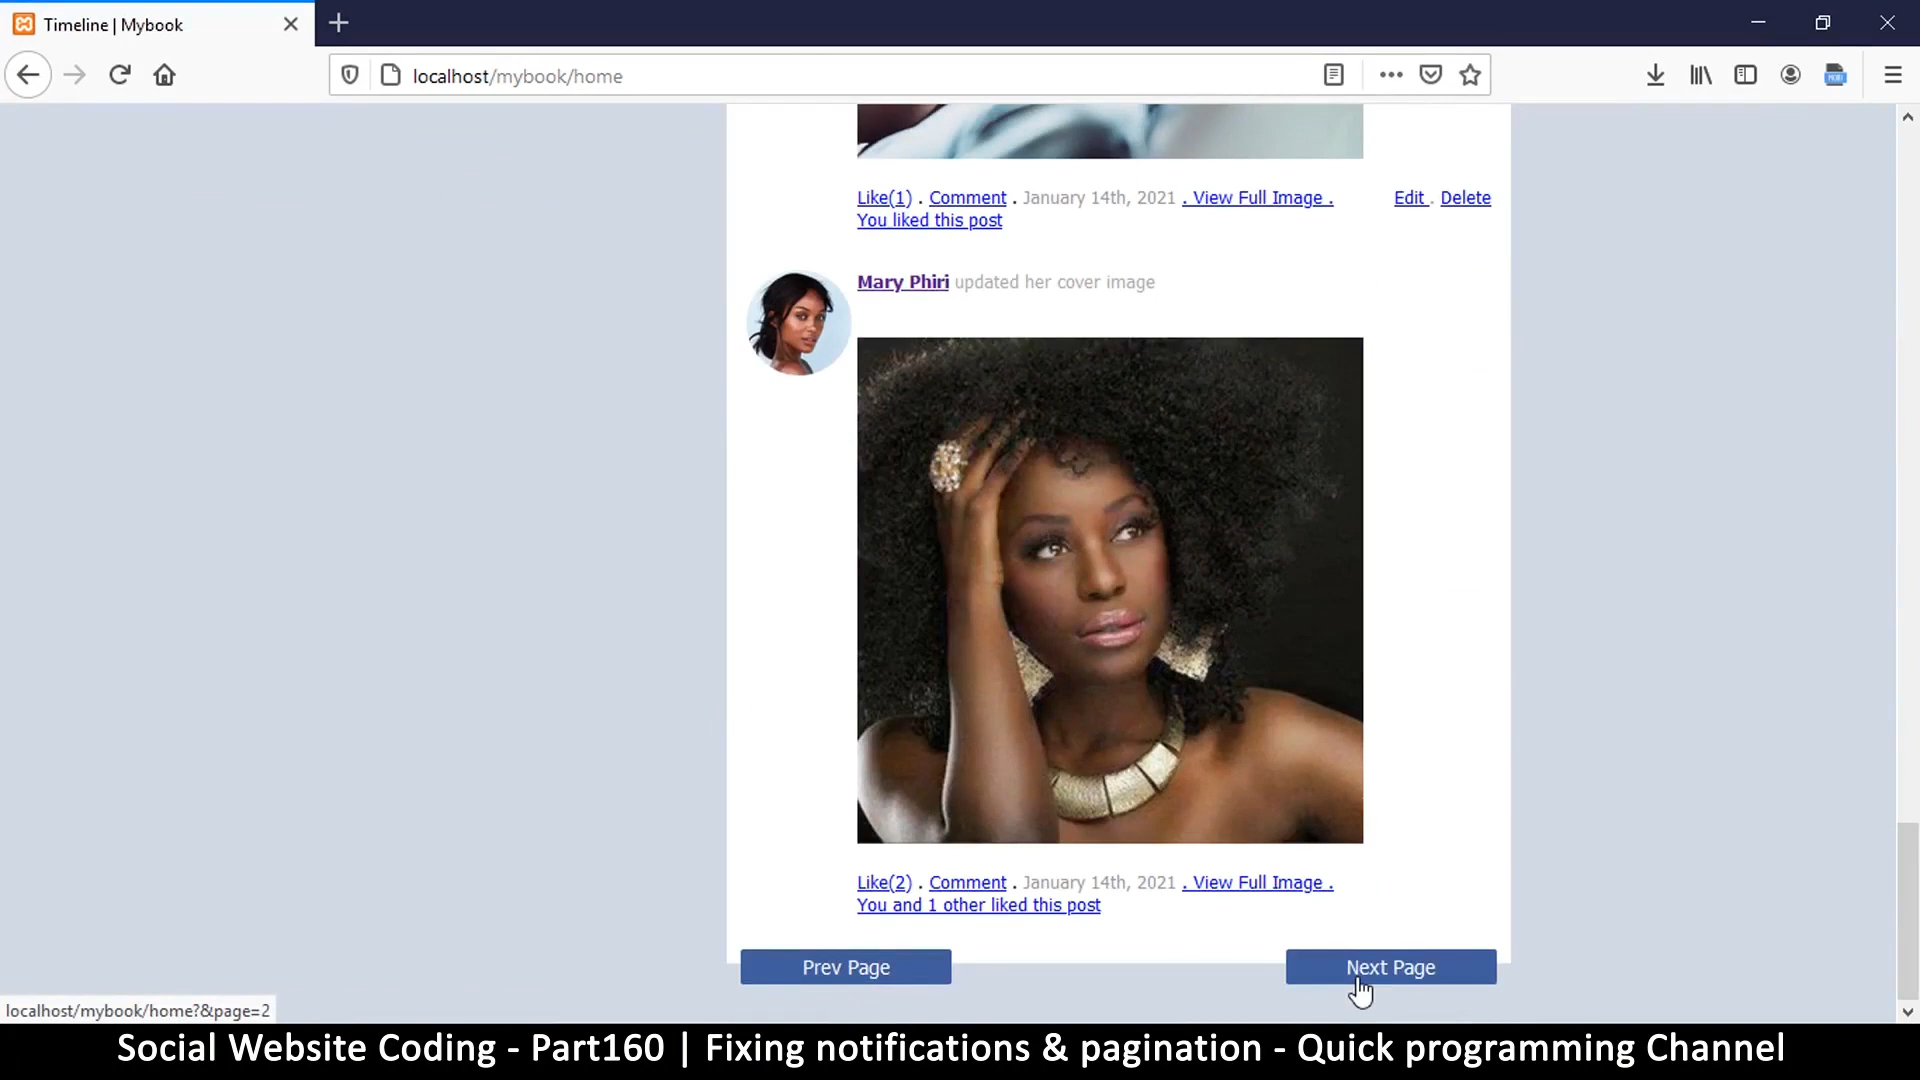 Timeline | Mybook
localhost/mybook/home
Like(1) . Comment . January 14th, 2021 . View Full Image . Edit . Delete
You liked this post
Mary Phiri updated her cover image
Like(2) . Comment . January 14th, 2021 . View Full Image .
You and 1 other liked this post
Prev Page Next Page
localhost/mybook/home?&page=2
Social Website Coding - Part160 | Fixing notifications & pagination - Quick programming Channel